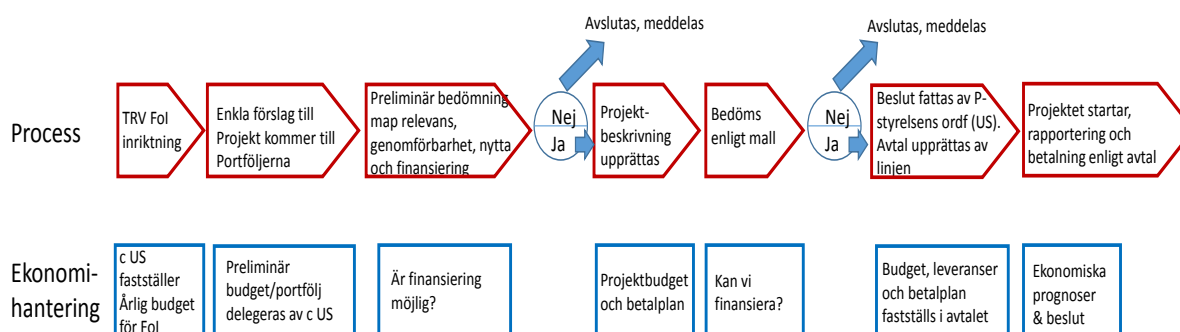 Avslutas, meddelas
Avslutas, meddelas
Process
TRV FoI
inriktning
Enkla förslag till
Projekt kommer till
Portföljerna
Preliminär bedömning
map relevans,
genomförbarhet, nytta
och finansiering
Nej
Ja
Projekt-
beskrivning
upprättas
Bedöms
enligt mall
Nej
Ja
Beslut fattas av P-
styrelsens ordf (US).
Avtal upprättas av
linjen
Projektet startar,
rapportering och
betalning enligt avtal
Ekonomi-
hantering
c US
fastställer
Årlig budget
för FoI
Preliminär
budget/portfölj
delegeras av c US
Är finansiering
möjlig?
Projektbudget
och betalplan
Kan vi
finansiera?
Budget, leveranser
och betalplan
fastställs i avtalet
Ekonomiska
prognoser
& beslut